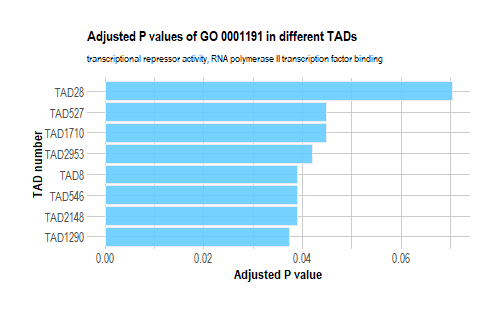 Adjusted P values of GO 0001191 in different TADs
transcriptional repressor activity, RNA polymerase II transcription factor binding
TAD number
TAD28
TAD527
TAD1710
TAD2953
TAD8
TAD546
TAD2148
TAD1290
0.00 0.02 0.04 0.06
Adjusted P value